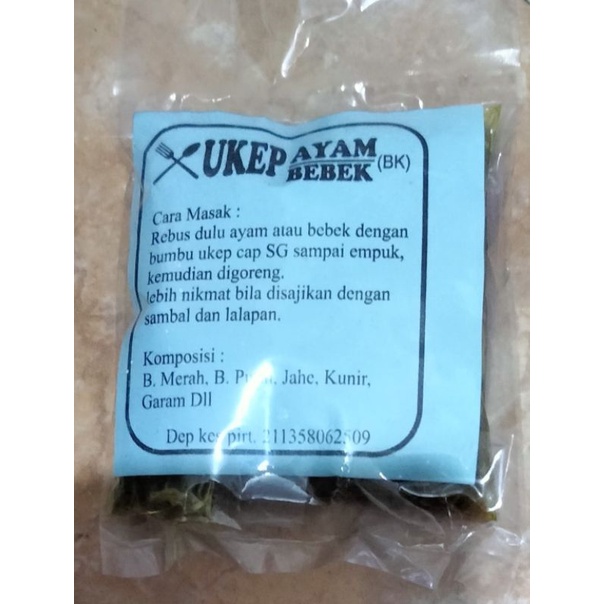 UKEP AYAM BEBEK (BK)
Cara Masak :
Rebus dulu ayam atau bebek dengan
bumbu ukep cap SG sampai empuk,
kemudian digoreng.
lebih nikmat bila disajikan dengan
sambal dan lalapan.
Komposisi :
B. Merah, B. Jahe, Kunir,
Garam Dll
Dep kes pirt. 211358062509